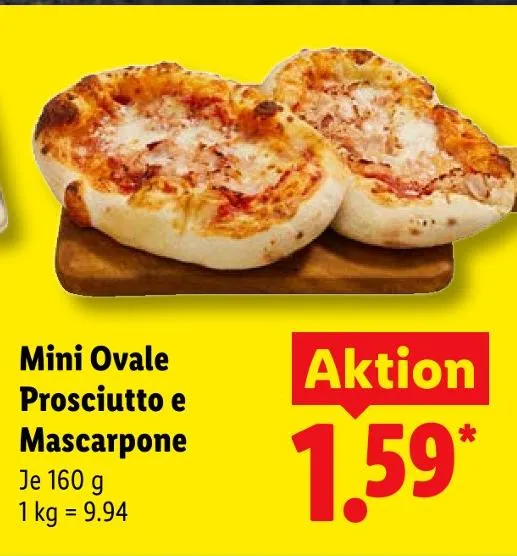 Mini Ovale
Prosciutto e
Mascarpone
Je 160 g
1 kg = 9.94
Aktion
1.59*